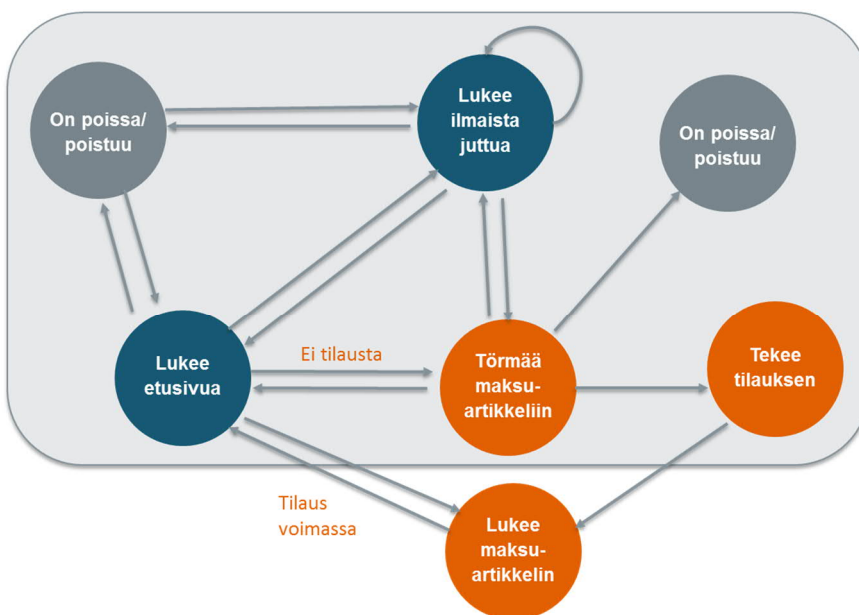 On poissa/
poistuu
Lukee
ilmaista
juttua
On poissa/
poistuu
Lukee
etusivua
Ei tilausta
Törmää
maksu-
artikkeliin
Tekee
tilauksen
Tilaus
voimassa
Lukee
maksu-
artikkelin